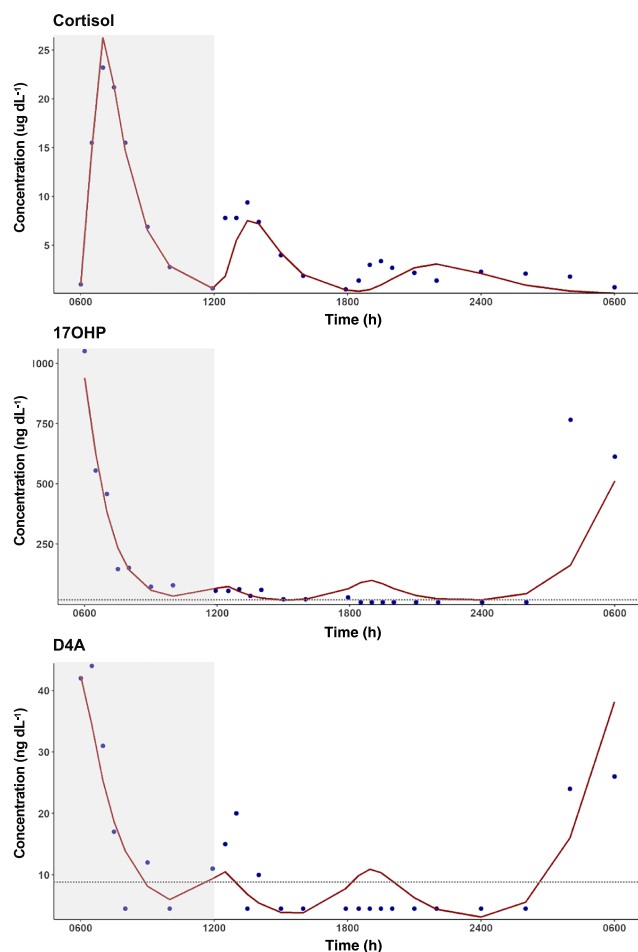 Cortisol
Concentration (ug dL-1)
25
20
15
10
5
0600 1200 1800 2400 0600
Time (h)
17OHP
Concentration (ng dL-1)
1000
750
500
250
0600 1200 1800 2400 0600
Time (h)
D4A
Concentration (ng dL-1)
40
30
20
10
0600 1200 1800 2400 0600
Time (h)